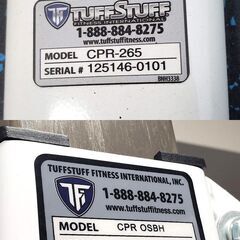 TUFFSTUFF
FITNESS INTERNATIONAL
1-888-884-8275
www.tuffstufffitness.com
MODEL CPR-265
SERIAL # 125146-0101
BNH3338
TUFFSTUFF FITNESS INTERNATIONAL, INC.
1-888-884-8275
www.tuffstufffitness.com
MODEL CPR OSBH